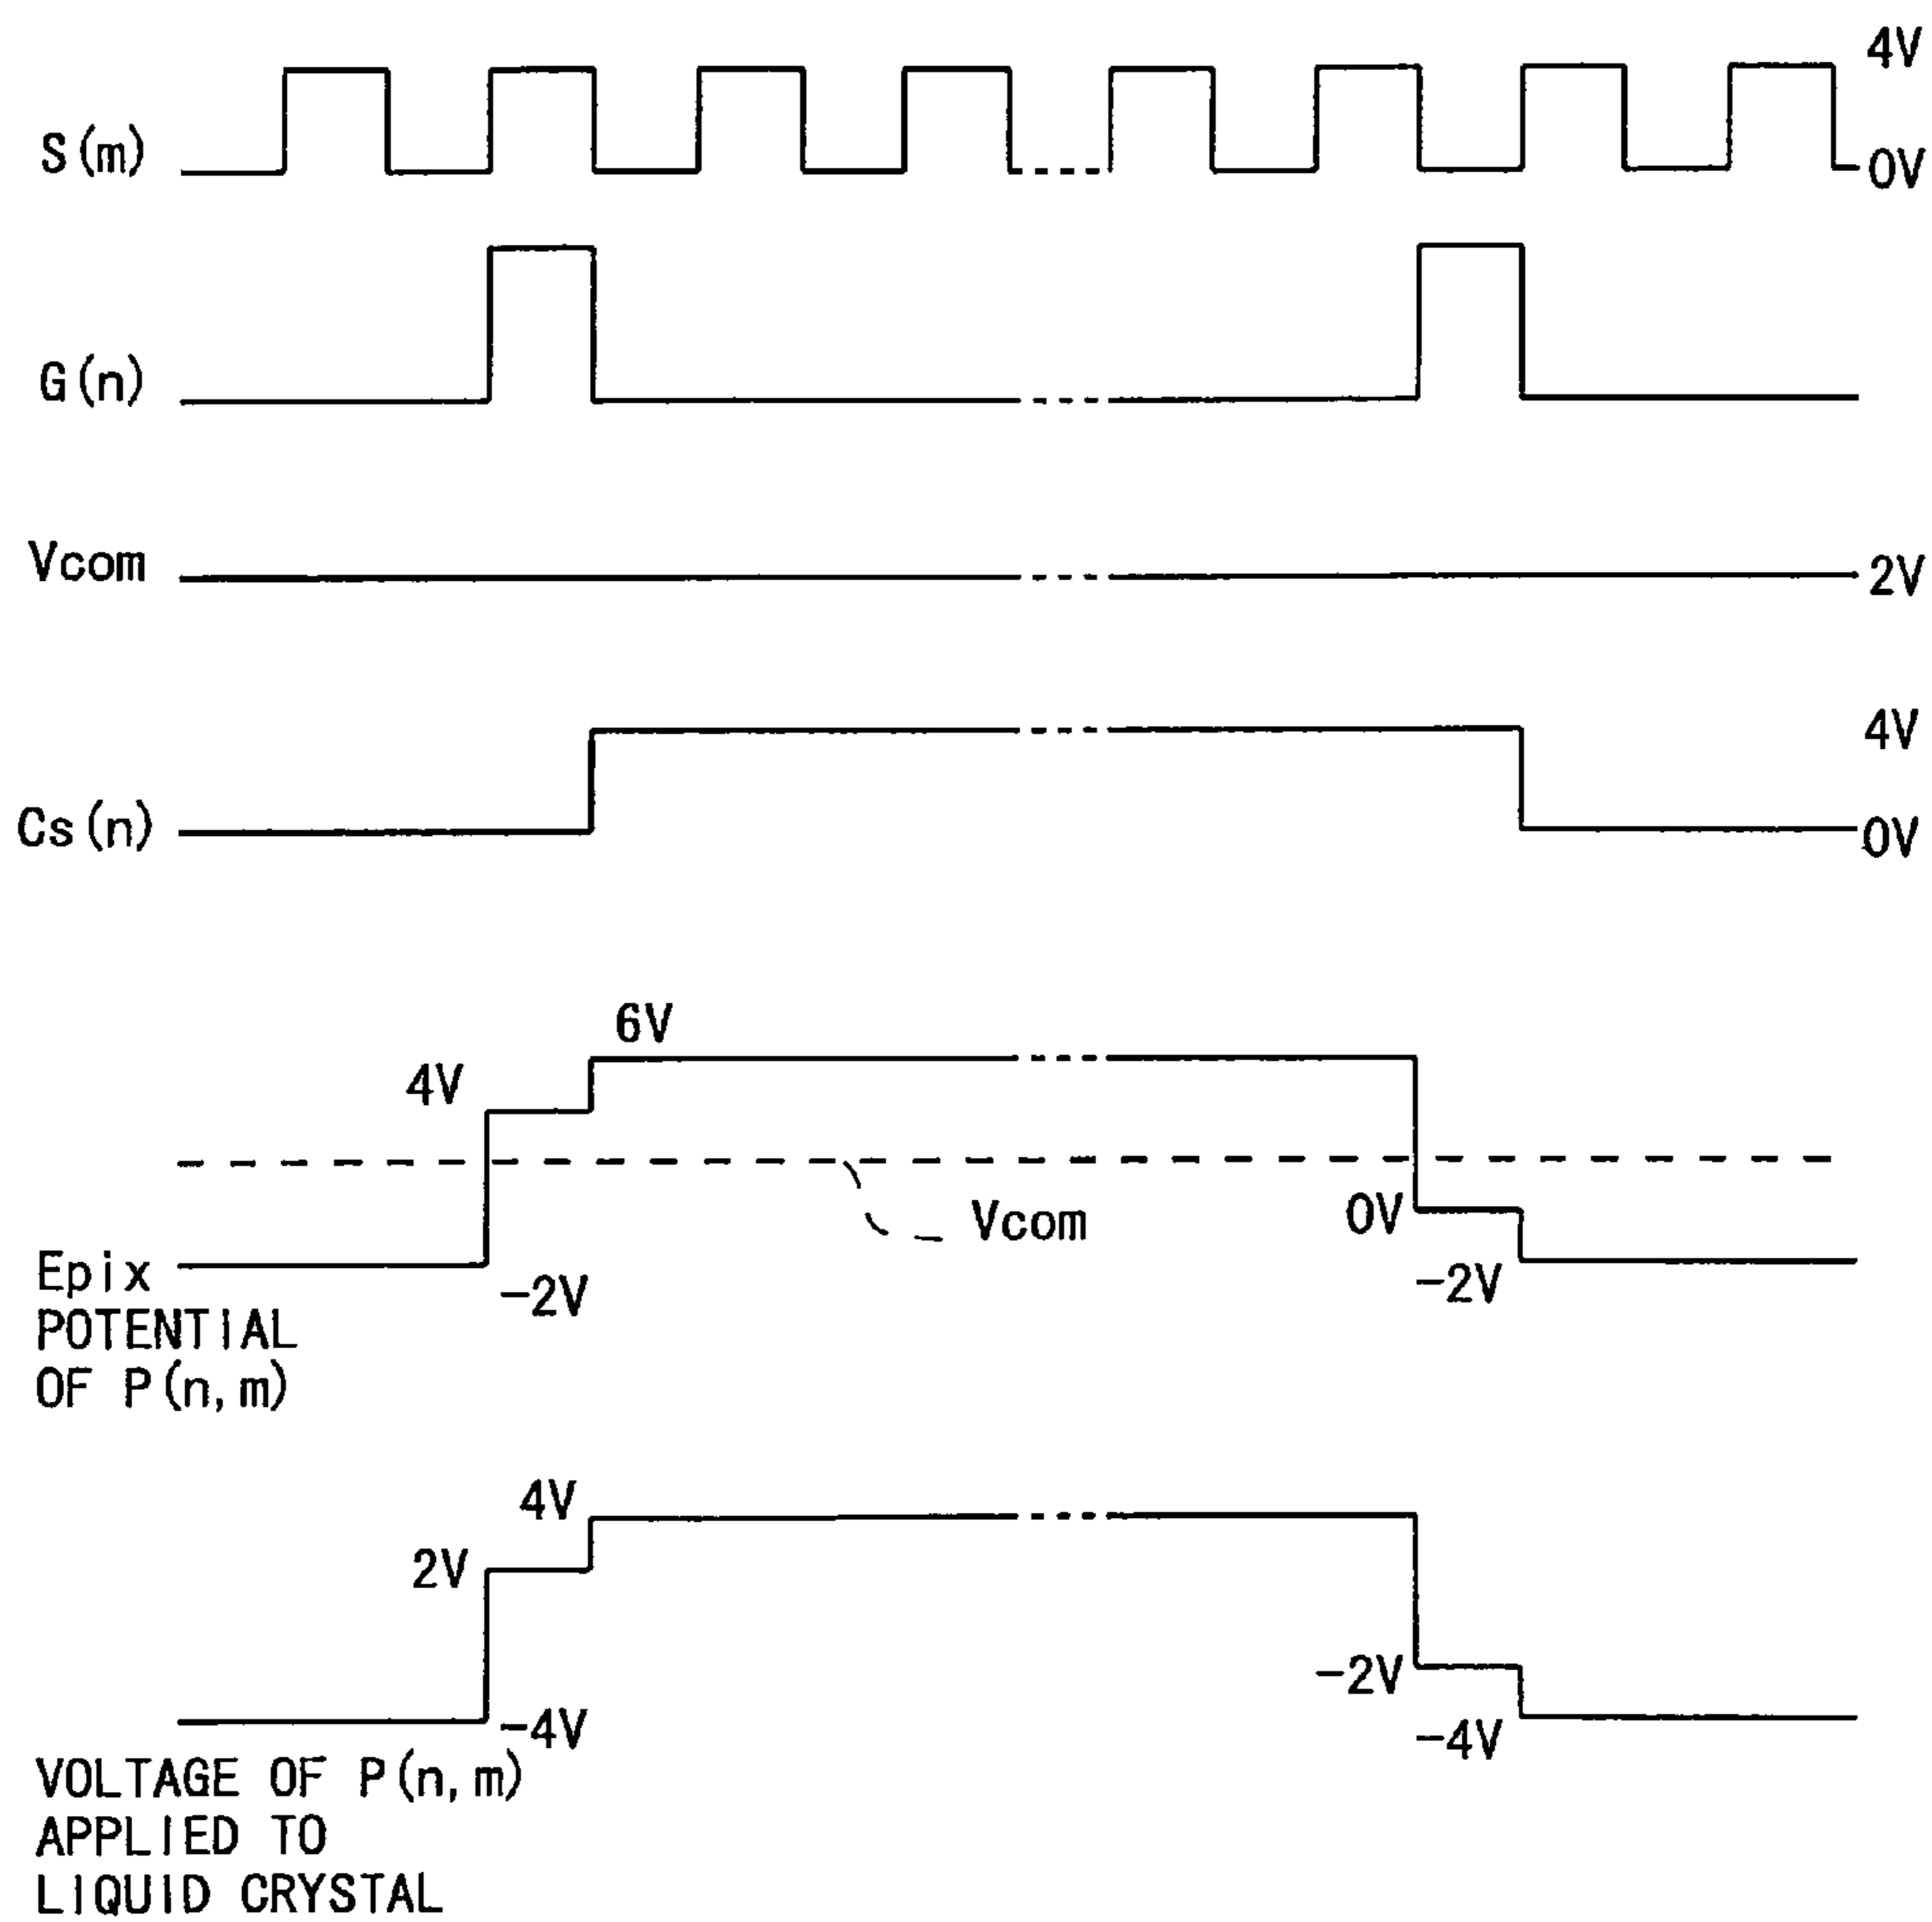 4V
S(m)
0V
G(n)
Vcom
2V
4V
Cs(n)
0V
6V
4V
Vcom
0V
Epix
-2V
-2V
POTENTIAL
OF P(n,m)
4V
2V
-2V
-4V
-4V
VOLTAGE OF P(n,m)
APPLIED TO
LIQUID CRYSTAL